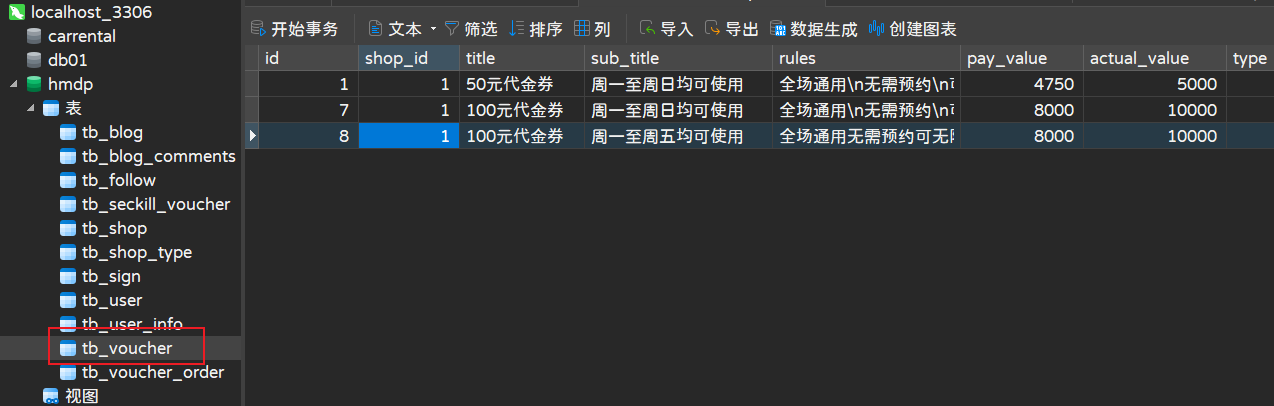 localhost_3306
carrental
db01
hmdp
表
tb_blog
tb_blog_comments
tb_follow
tb_seckill_voucher
tb_shop
tb_shop_type
tb_sign
tb_user
tb_user_info
tb_voucher
tb_voucher_order
视图
开始事务 文本 筛选 排序 列 导入 导出 数据生成 创建图表
id shop_id title sub_title rules pay_value actual_value type
1 1 50元代金券 周一至周日均可使用 全场通用\n无需预约\n 4750 5000
7 1 100元代金券 周一至周日均可使用 全场通用\n无需预约\n 8000 10000
8 1 100元代金券 周一至周五均可使用 全场通用无需预约可无 8000 10000